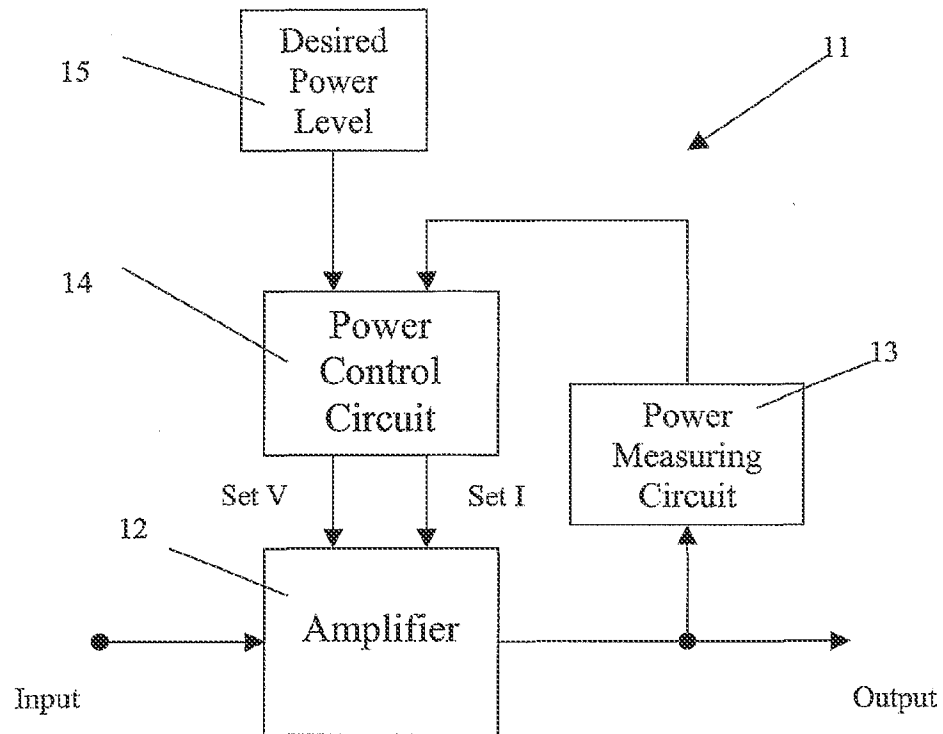 Desired
Power
Level
15
11
14
Power
Control
Circuit
13
Power
Measuring
Circuit
Set V
Set I
12
Amplifier
Input
Output